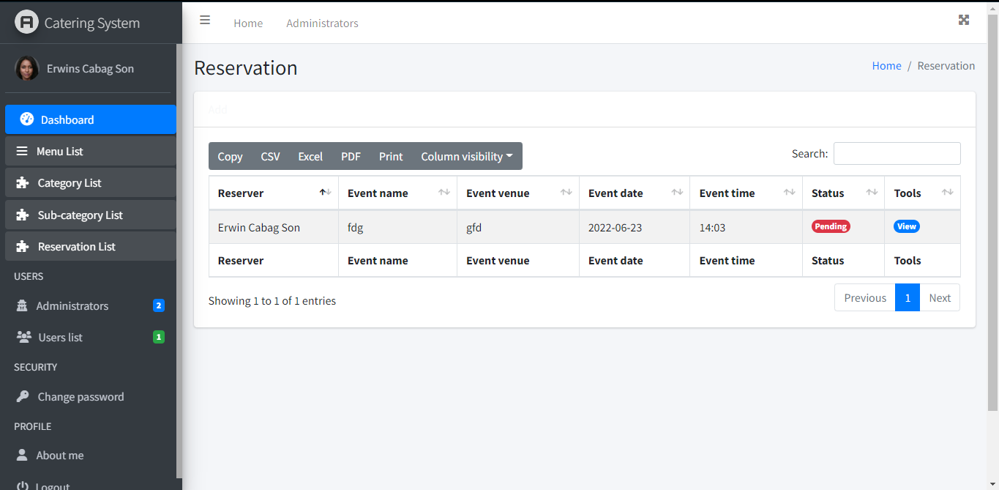 Catering System
Home
Administrators
Erwins Cabag Son
Reservation
Home / Reservation
Dashboard
Menu List
Category List
Sub-category List
Reservation List
USERS
Administrators 2
Users list 1
SECURITY
Change password
PROFILE
About me
Logout
Add
Copy CSV Excel PDF Print Column visibility
Search:
Reserver Event name Event venue Event date Event time Status Tools
Erwin Cabag Son fdg gfd 2022-06-23 14:03 Pending View
Reserver Event name Event venue Event date Event time Status Tools
Showing 1 to 1 of 1 entries
Previous 1 Next